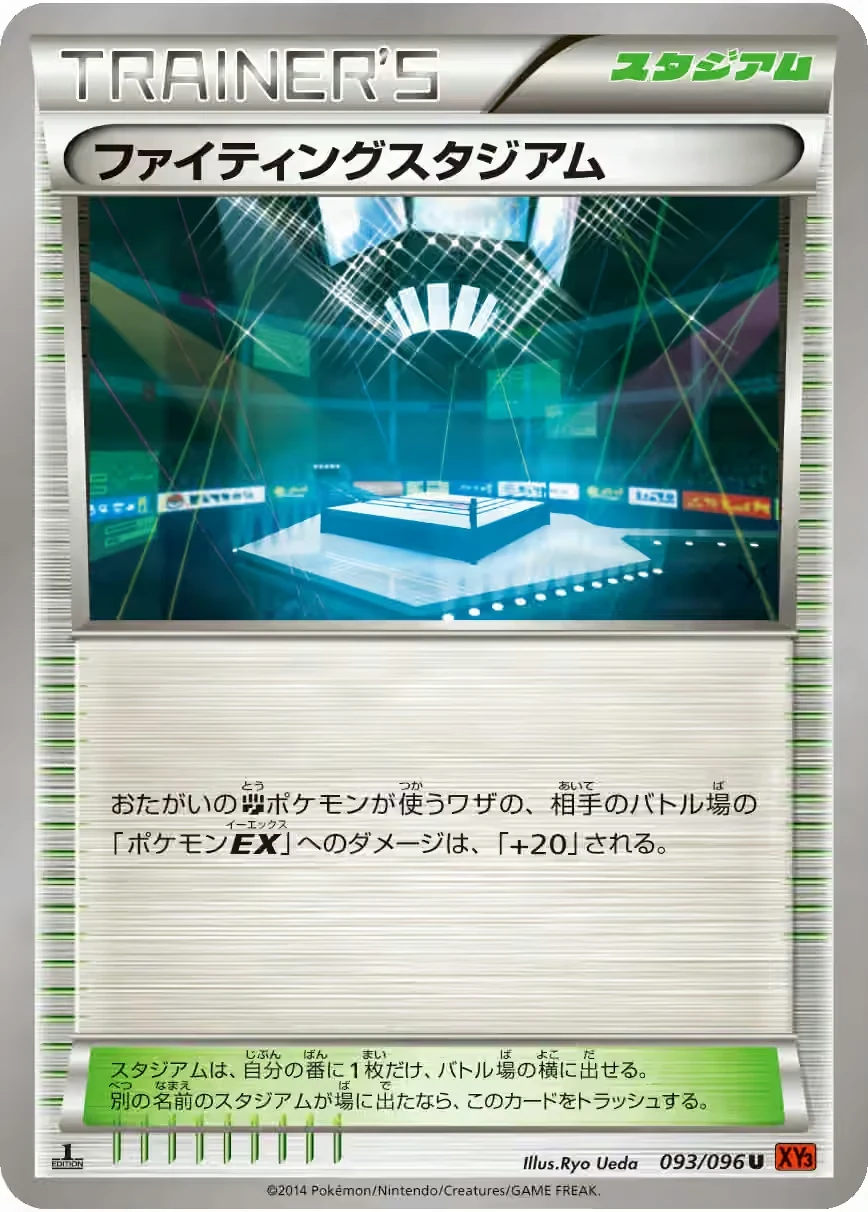 TRAINER'S
スタジアム
ファイティングスタジアム
おたがいの闘ポケモンが使うワザの、相手のバトル場の
「ポケモンEX」へのダメージは、「+20」される。
スタジアムは、自分の番に1枚だけ、バトル場の横に出せる。
別の名前のスタジアムが場に出たなら、このカードをトラッシュする。
1 EDITION
Illus.Ryo Ueda 093/096 U XY3
©2014 Pokémon/Nintendo/Creatures/GAME FREAK.